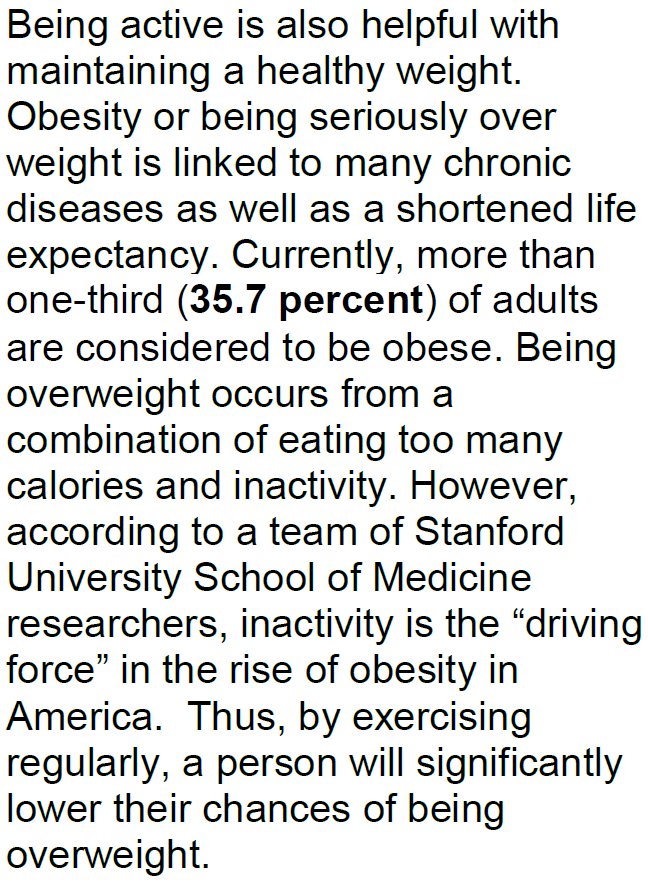 Being active is also helpful with
maintaining a healthy weight.
Obesity or being seriously over
weight is linked to many chronic
diseases as well as a shortened life
expectancy. Currently, more than
one-third (35.7 percent) of adults
are considered to be obese. Being
overweight occurs from a
combination of eating too many
calories and inactivity. However,
according to a team of Stanford
University School of Medicine
researchers, inactivity is the “driving
force” in the rise of obesity in
America.  Thus, by exercising
regularly, a person will significantly
lower their chances of being
overweight.